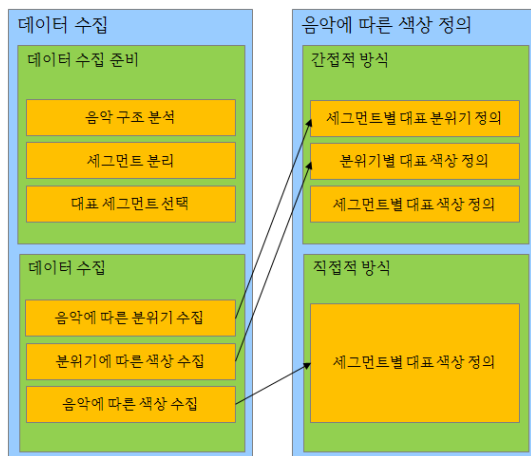 데이터 수집
데이터 수집 준비
음악 구조 분석
세그먼트 분리
대표 세그먼트 선택
데이터 수집
음악에 따른 분위기 수집
분위기에 따른 색상 수집
음악에 따른 색상 수집
음악에 따른 색상 정의
간접적 방식
세그먼트별 대표 분위기 정의
분위기별 대표 색상 정의
세그먼트별 대표 색상 정의
직접적 방식
세그먼트별 대표 색상 정의